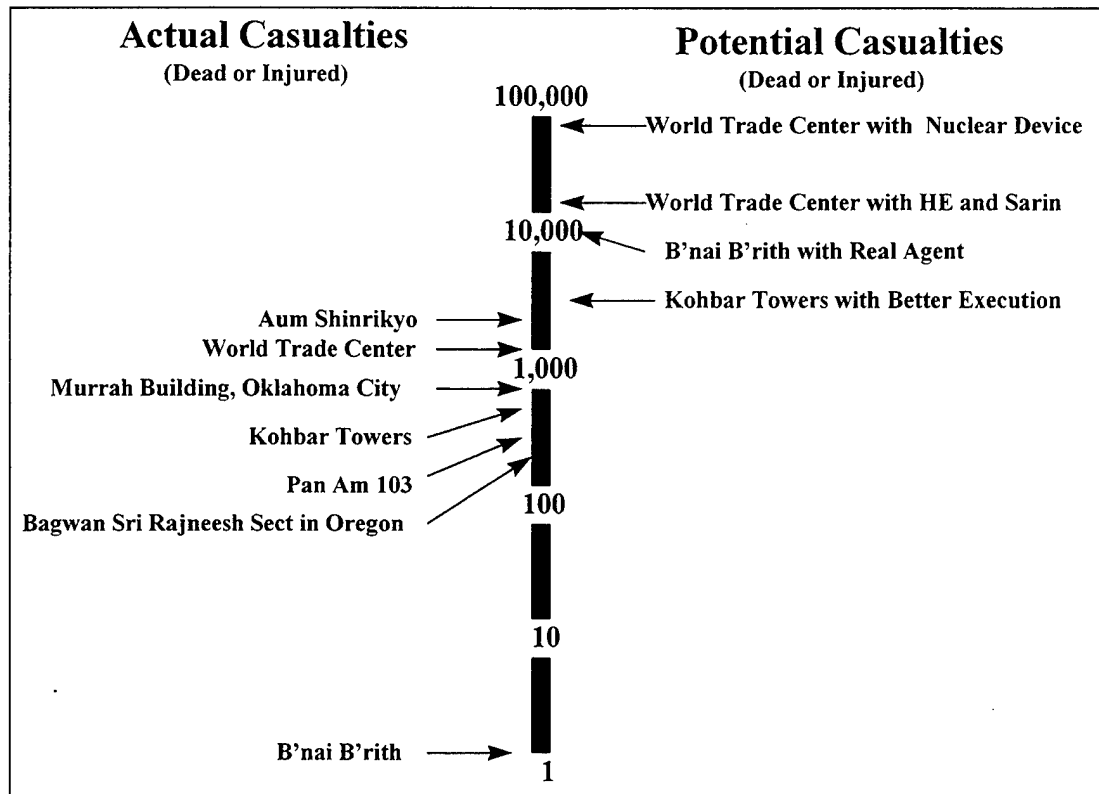 Actual Casualties
(Dead or Injured)
Potential Casualties
(Dead or Injured)
100,000
World Trade Center with Nuclear Device
World Trade Center with HE and Sarin
10,000
B'nai B'rith with Real Agent
Kohbar Towers with Better Execution
Aum Shinrikyo
World Trade Center
1,000
Murrah Building, Oklahoma City
Kohbar Towers
Pan Am 103
100
Bagwan Sri Rajneesh Sect in Oregon
10
B'nai B'rith
1